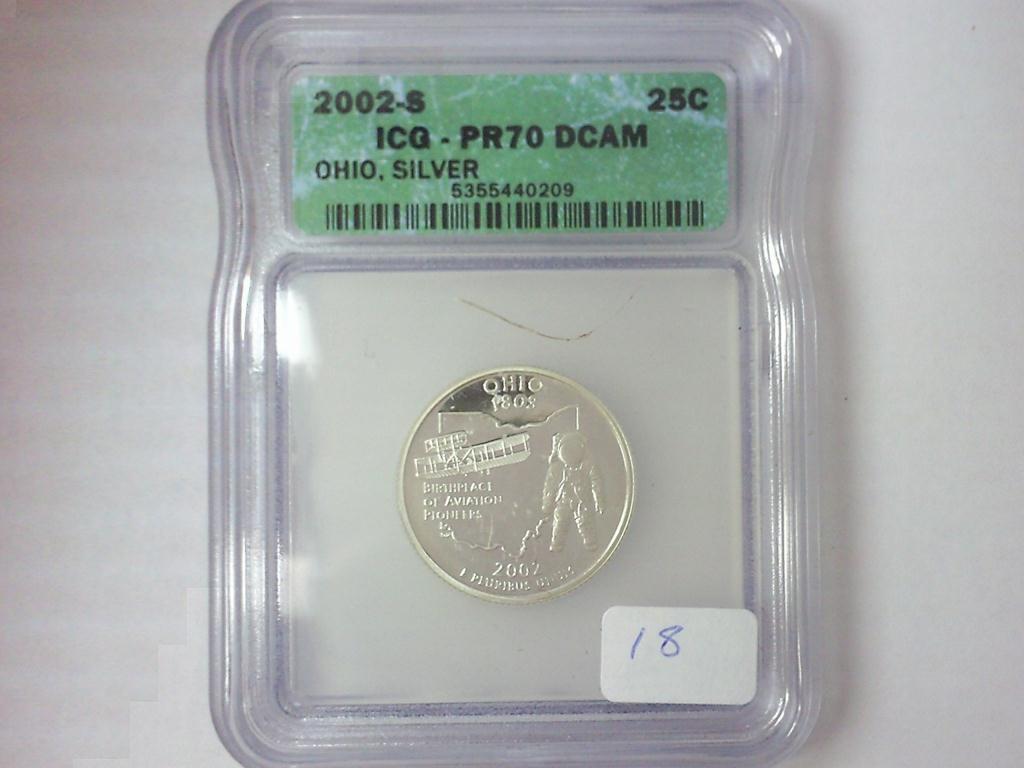 2002-S 25C
ICG - PR70 DCAM
OHIO, SILVER
5355440209
OHIO
1803
BIRTHPLACE
OF AVIATION
PIONEERS
2002
E PLURIBUS UNUM
18